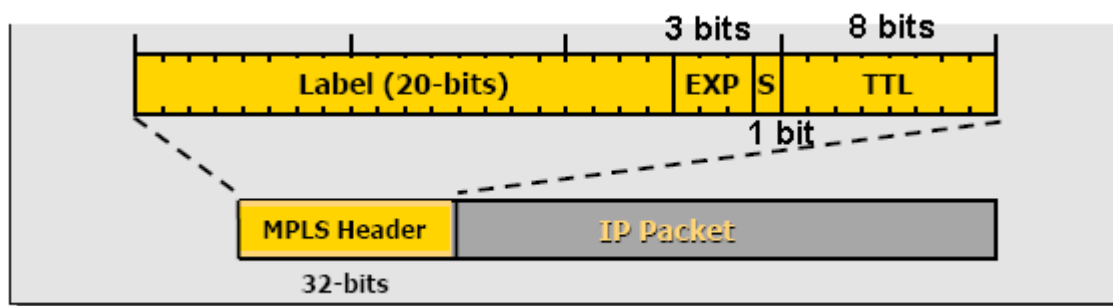 3 bits 8 bits
Label (20-bits) EXP S TTL
1 bit
MPLS Header IP Packet
32-bits